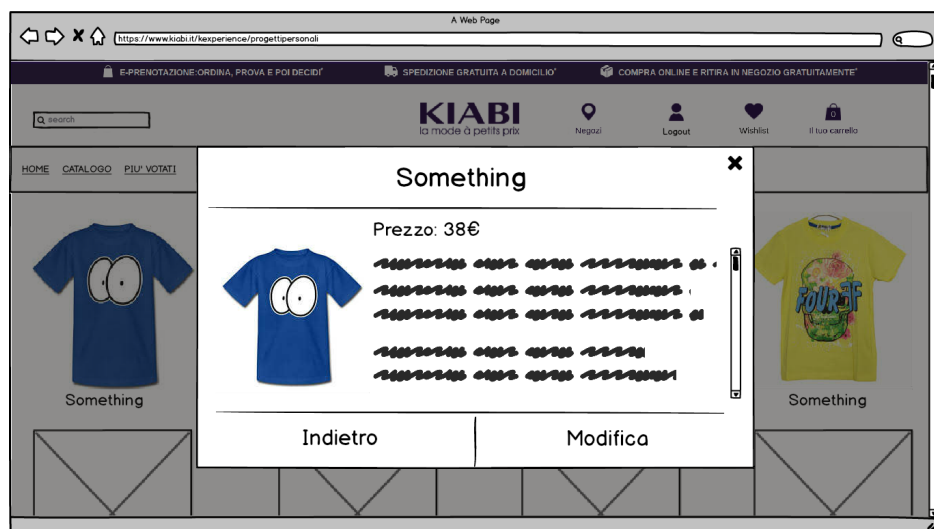 A Web Page
https://www.kiabi.it/kexperience/progettipersonali
E-PRENOTAZIONE:ORDINA, PROVA E POI DECIDI*
SPEDIZIONE GRATUITA A DOMICILIO*
COMPRA ONLINE E RITIRA IN NEGOZIO GRATUITAMENTE*
search
KIABI
la mode à petits prix
Negozi
Logout
Wishlist
0
Il tuo carrello
HOME CATALOGO PIU' VOTATI
Something
Prezzo: 38€
FOUR
Something
Something
Indietro
Modifica